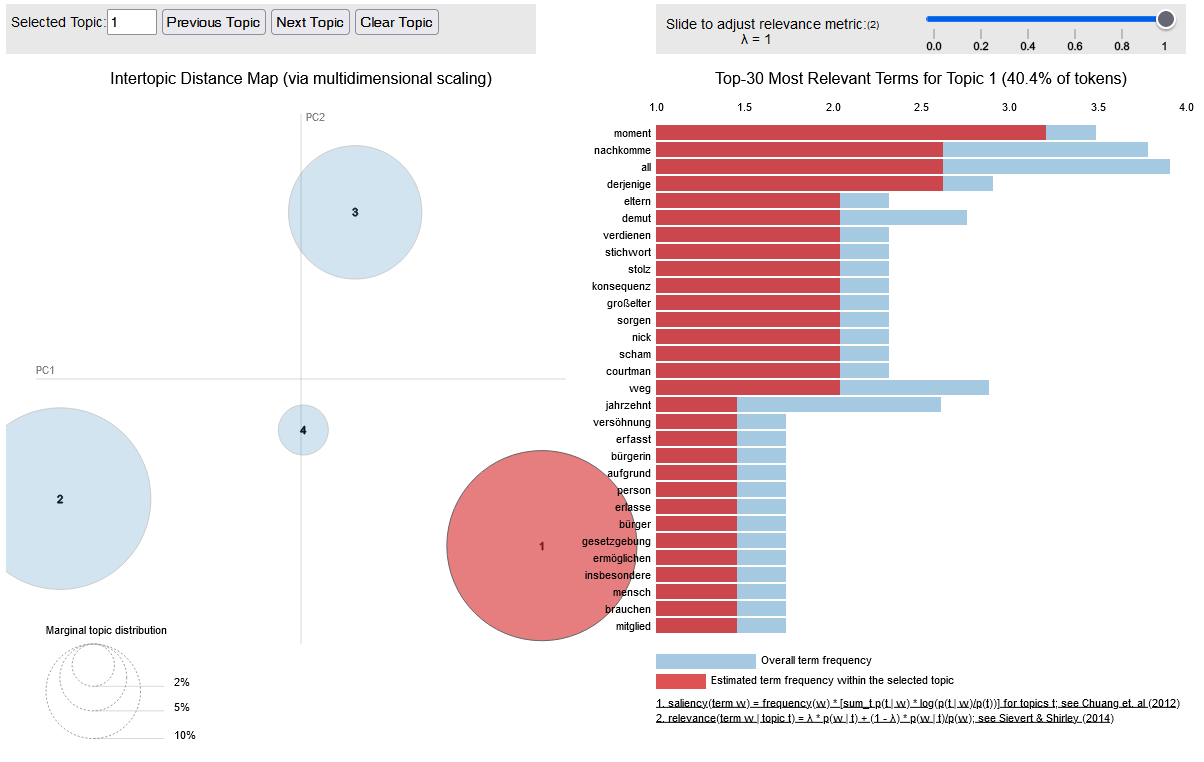 Selected Topic: 1 Previous Topic Next Topic Clear Topic
Slide to adjust relevance metric:(2)
λ = 1
0.0 0.2 0.4 0.6 0.8 1
Intertopic Distance Map (via multidimensional scaling)
PC2
PC1
3
4
2
1
Marginal topic distribution
2%
5%
10%
Top-30 Most Relevant Terms for Topic 1 (40.4% of tokens)
1.0 1.5 2.0 2.5 3.0 3.5 4.0
moment
nachkomme
all
derjenige
eltern
demut
verdienen
stichwort
stolz
konsequenz
großelter
sorgen
nick
scham
courtman
weg
jahrzehnt
versöhnung
erfasst
bürgerin
aufgrund
person
erlasse
bürger
gesetzgebung
ermöglichen
insbesondere
mensch
brauchen
mitglied
Overall term frequency
Estimated term frequency within the selected topic
1. saliency(term w) = frequency(w) * [sum_t p(t | w) * log(p(t | w)/p(t))] for topics t; see Chuang et. al (2012)
2. relevance(term w | topic t) = λ * p(w | t) + (1 - λ) * p(w | t)/p(w); see Sievert & Shirley (2014)